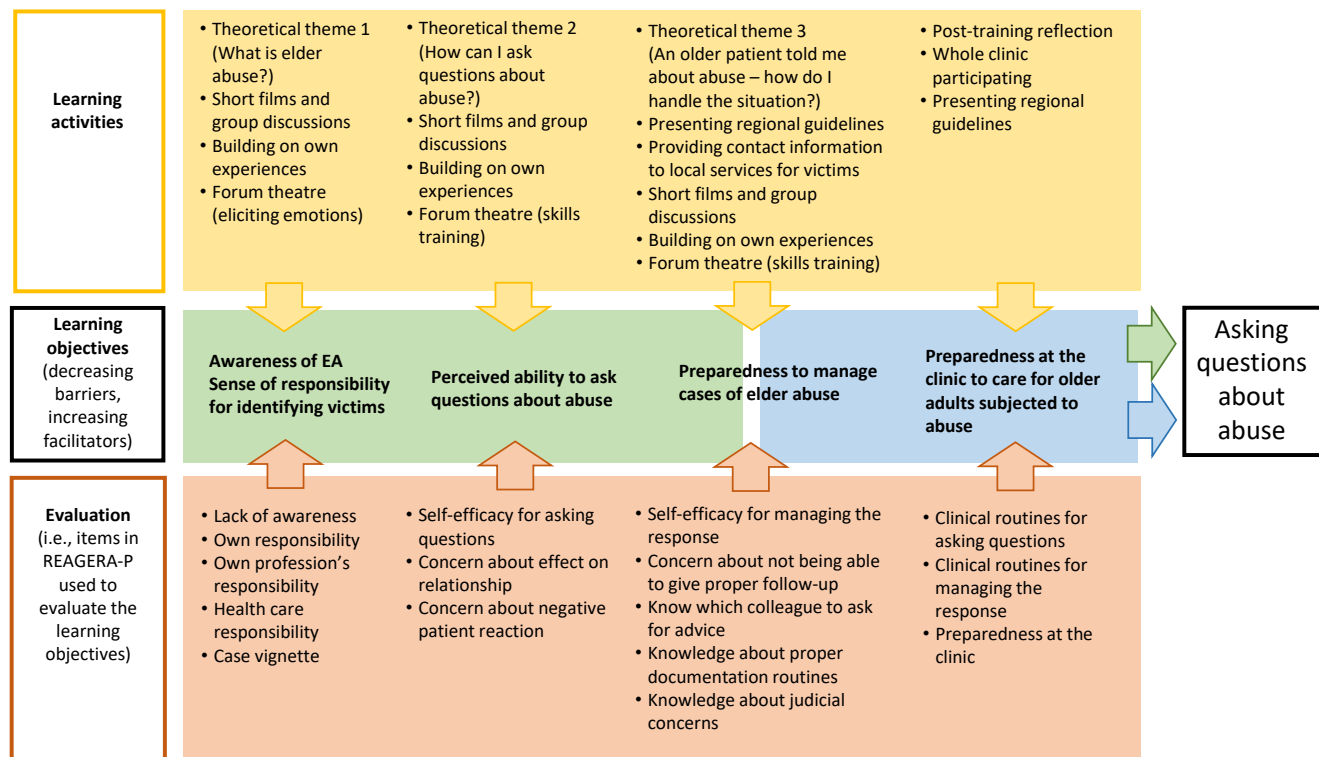 Learning
activities
• Theoretical theme 1
(What is elder
abuse?)
• Short films and
group discussions
• Building on own
experiences
• Forum theatre
(eliciting emotions)
• Theoretical theme 2
(How can I ask
questions about
abuse?)
• Short films and group
discussions
• Building on own
experiences
• Forum theatre (skills
training)
• Theoretical theme 3
(An older patient told me
about abuse – how do I
handle the situation?)
• Presenting regional guidelines
• Providing contact information
to local services for victims
• Short films and group
discussions
• Building on own experiences
• Forum theatre (skills training)
• Post-training reflection
• Whole clinic
participating
• Presenting regional
guidelines
Learning
objectives
(decreasing
barriers,
increasing
facilitators)
Awareness of EA
Sense of responsibility
for identifying victims
Perceived ability to ask
questions about abuse
Preparedness to manage
cases of elder abuse
Preparedness at the
clinic to care for older
adults subjected to
abuse
Asking
questions
about
abuse
Evaluation
(i.e., items in
REAGERA-P
used to
evaluate the
learning
objectives)
• Lack of awareness
• Own responsibility
• Own profession’s
responsibility
• Health care
responsibility
• Case vignette
• Self-efficacy for asking
questions
• Concern about effect on
relationship
• Concern about negative
patient reaction
• Self-efficacy for managing the
response
• Concern about not being able
to give proper follow-up
• Know which colleague to ask
for advice
• Knowledge about proper
documentation routines
• Knowledge about judicial
concerns
• Clinical routines for
asking questions
• Clinical routines for
managing the
response
• Preparedness at the
clinic